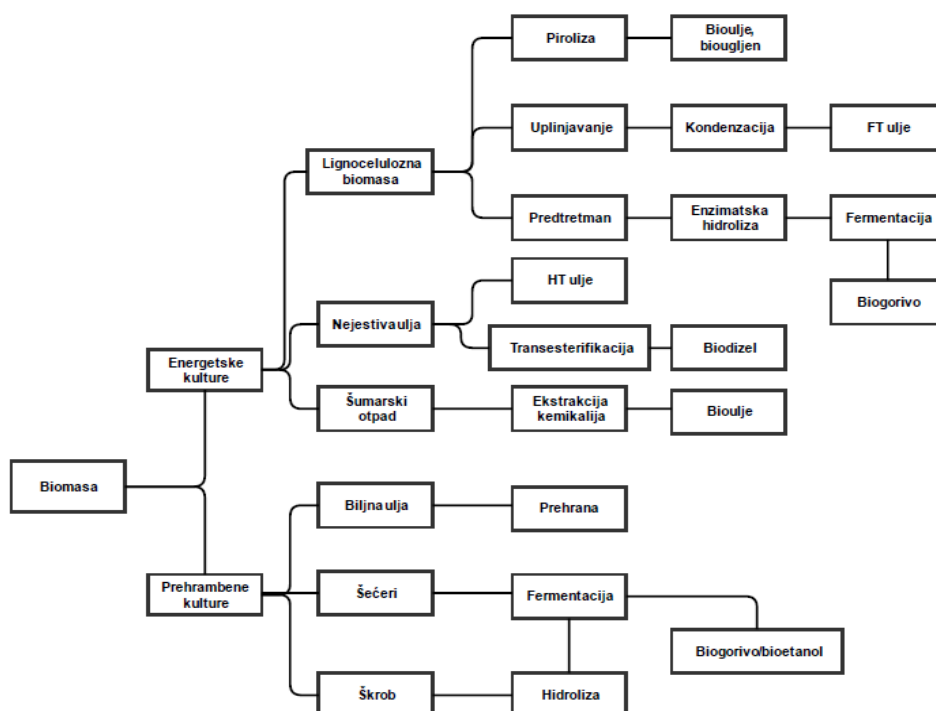 Piroliza
Bioulje,
biougljen
Uplinjavanje
Kondenzacija
FT ulje
Lignocelulozna
biomasa
Predtretman
Enzimatska
hidroliza
Fermentacija
HT ulje
Biogorivo
Nejestiva ulja
Transesterifikacija
Biodizel
Energetske
kulture
Šumarski
otpad
Ekstrakcija
kemikalija
Bioulje
Biomasa
Biljna ulja
Prehrana
Prehrambene
kulture
Šećeri
Fermentacija
Biogorivo/bioetanol
Škrob
Hidroliza